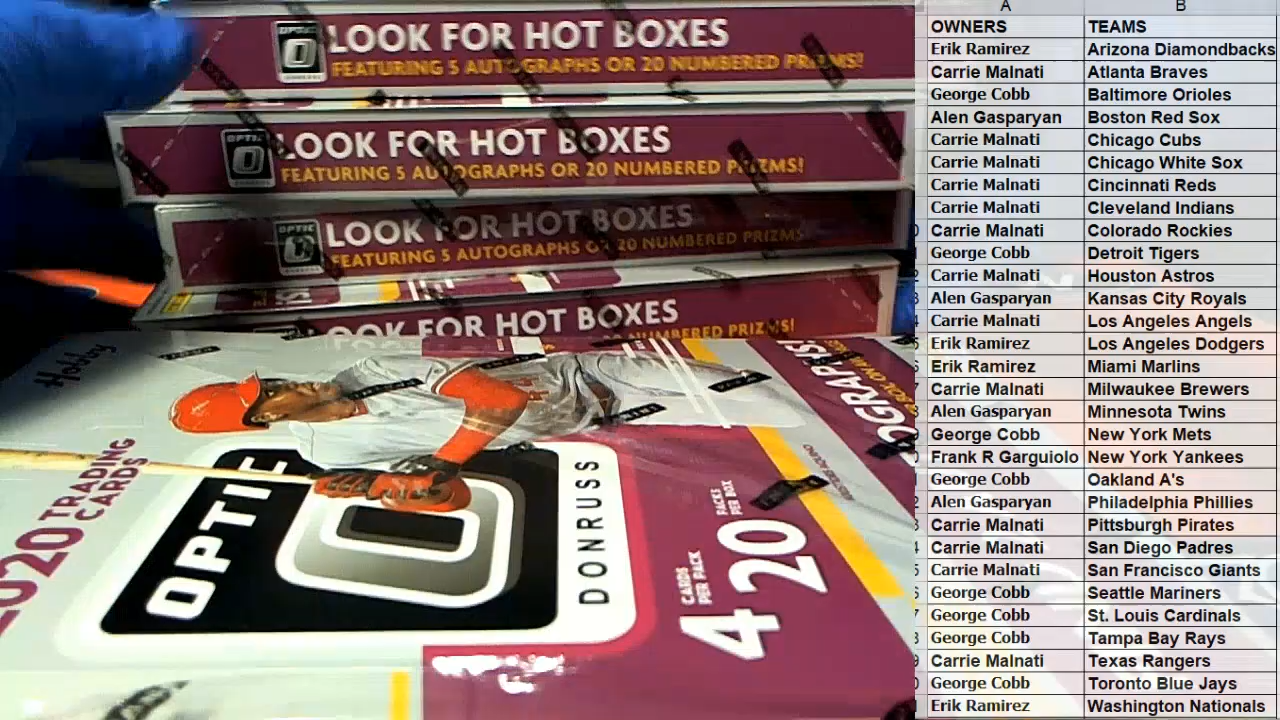 OPTIC
LOOK FOR HOT BOXES
FEATURING 5 AUTOGRAPHS OR 20 NUMBERED PRIZMS!
OPTIC
LOOK FOR HOT BOXES
FEATURING 5 AUTOGRAPHS OR 20 NUMBERED PRIZMS!
OPTIC
LOOK FOR HOT BOXES
FEATURING 5 AUTOGRAPHS OR 20 NUMBERED PRIZMS
OOK FOR HOT BOXES
NUMBERED PRIZMS!
Hobby
2020 TRADING
CARDS
OPTIC
DONRUSS
4 CARDS
PER PACK
20 PACKS
PER BOX
OGRAPHS!
A B
OWNERS TEAMS
Erik Ramirez Arizona Diamondbacks
Carrie Malnati Atlanta Braves
George Cobb Baltimore Orioles
Alen Gasparyan Boston Red Sox
Carrie Malnati Chicago Cubs
Carrie Malnati Chicago White Sox
Carrie Malnati Cincinnati Reds
Carrie Malnati Cleveland Indians
Carrie Malnati Colorado Rockies
George Cobb Detroit Tigers
Carrie Malnati Houston Astros
Alen Gasparyan Kansas City Royals
Carrie Malnati Los Angeles Angels
Erik Ramirez Los Angeles Dodgers
Erik Ramirez Miami Marlins
Carrie Malnati Milwaukee Brewers
Alen Gasparyan Minnesota Twins
George Cobb New York Mets
Frank R Garguiolo New York Yankees
George Cobb Oakland A's
Alen Gasparyan Philadelphia Phillies
Carrie Malnati Pittsburgh Pirates
Carrie Malnati San Diego Padres
Carrie Malnati San Francisco Giants
George Cobb Seattle Mariners
George Cobb St. Louis Cardinals
George Cobb Tampa Bay Rays
Carrie Malnati Texas Rangers
George Cobb Toronto Blue Jays
Erik Ramirez Washington Nationals